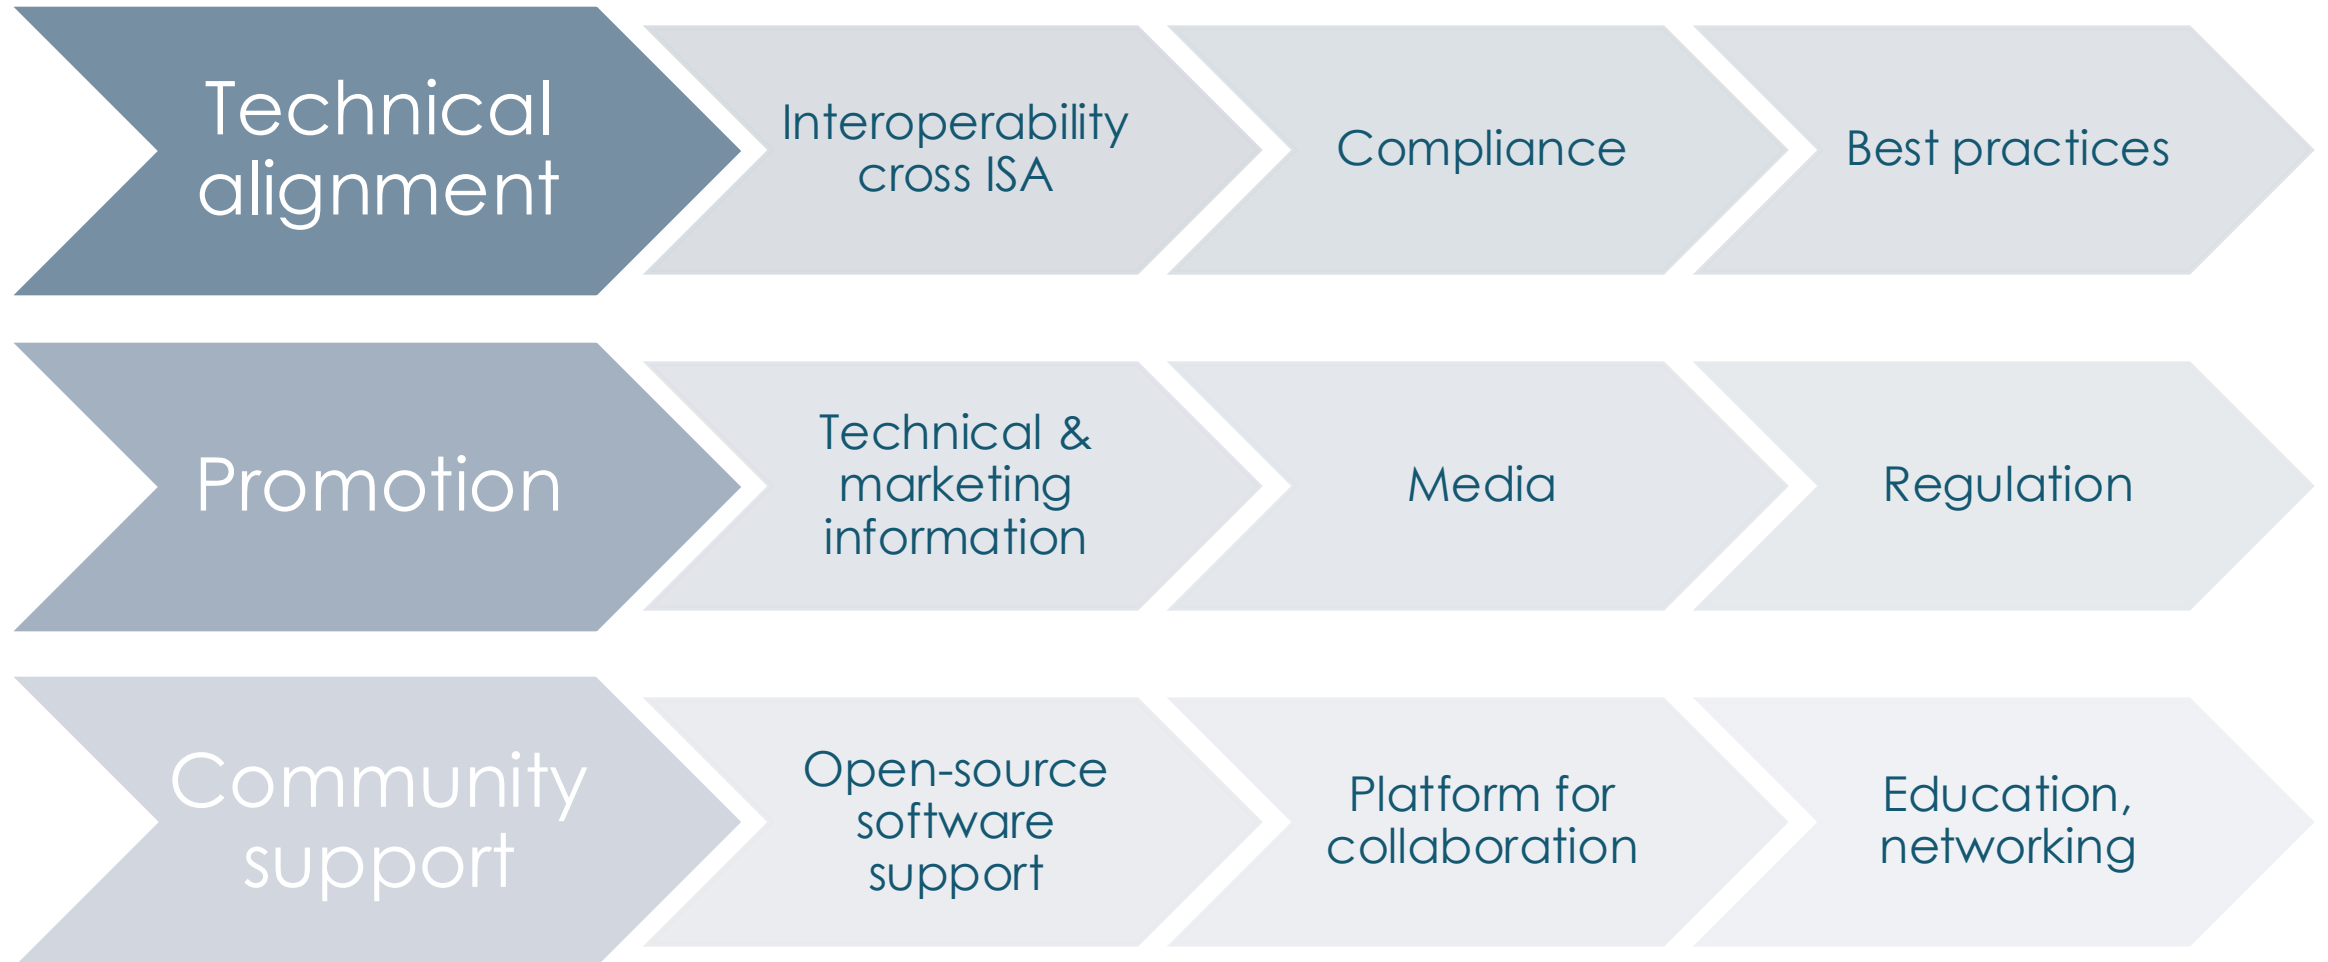 Technical
alignment
Interoperability
cross ISA
Compliance
Best practices
Promotion
Technical &
marketing
information
Media
Regulation
Community
support
Open-source
software
support
Platform for
collaboration
Education,
networking